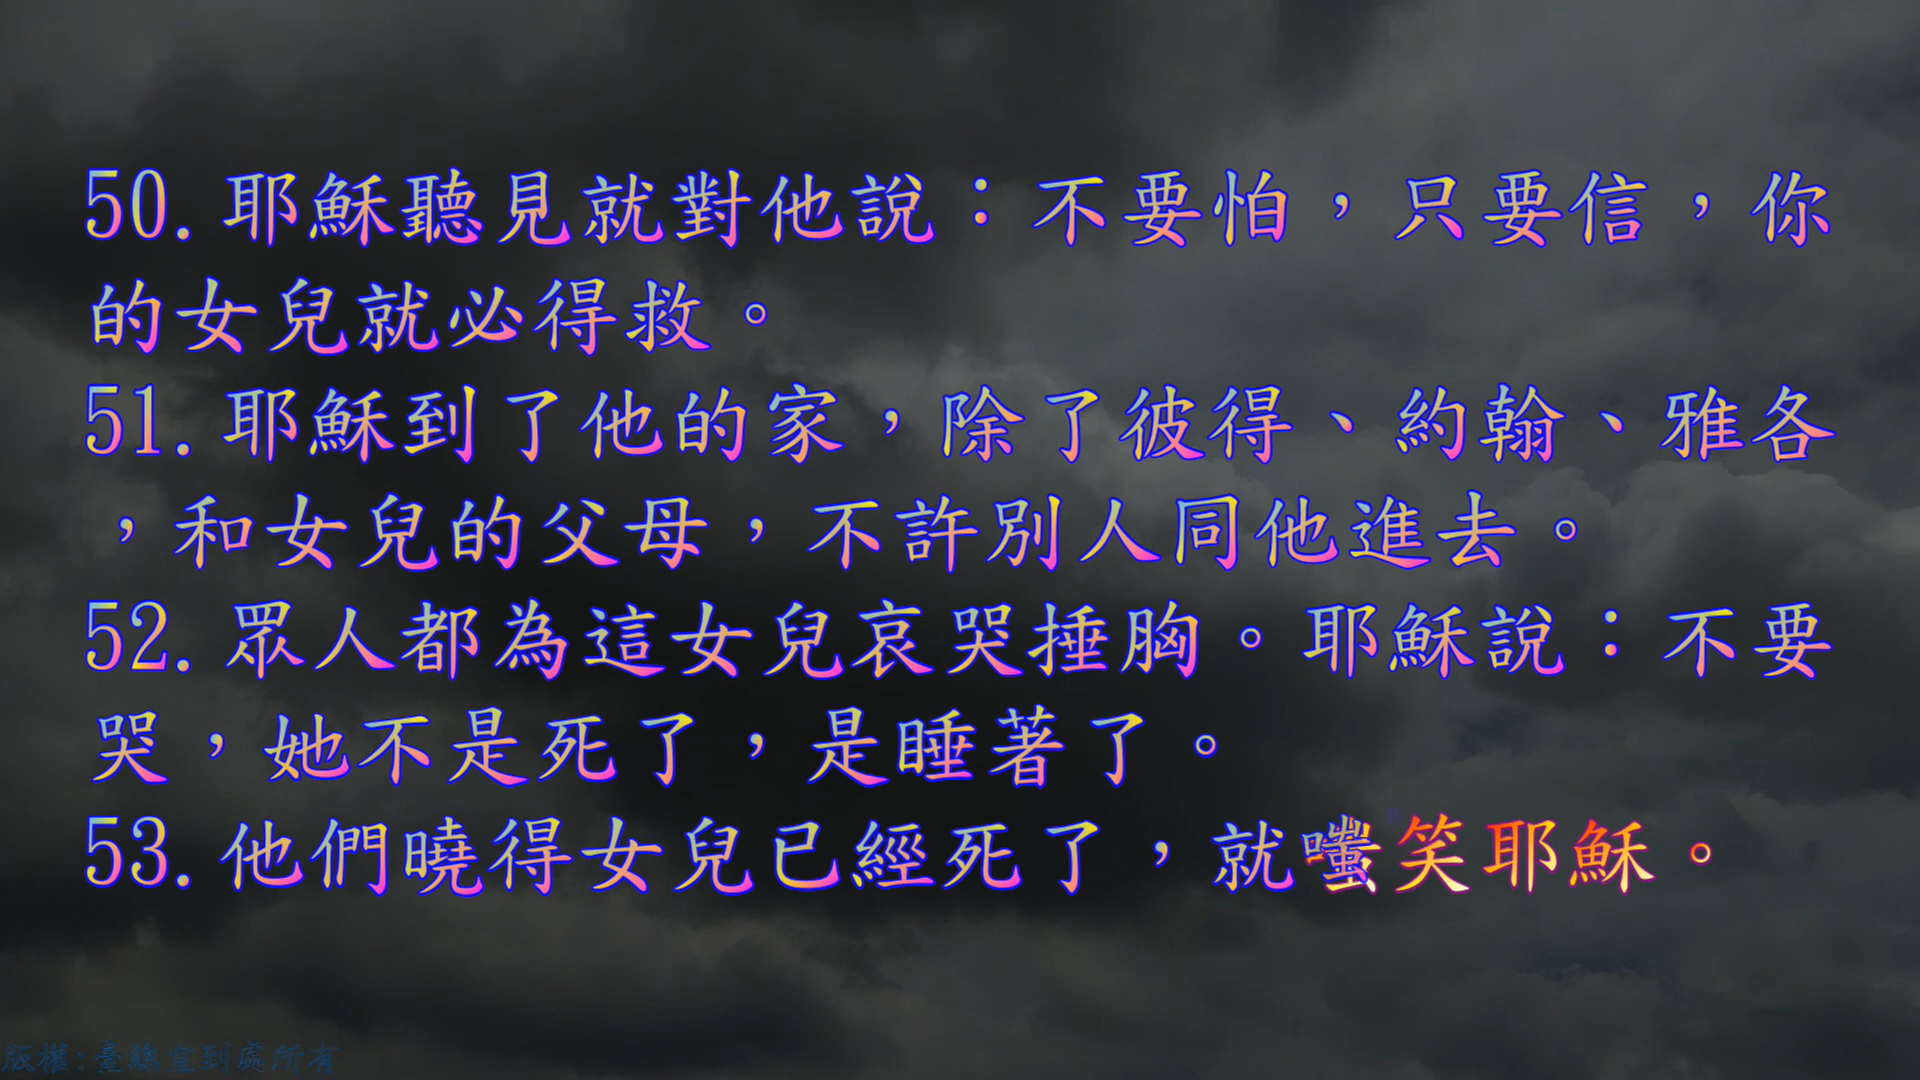 50. 耶穌聽見就對他說：不要怕，只要信，你
的女兒就必得救。
51. 耶穌到了他的家，除了彼得、約翰、雅各
，和女兒的父母，不許別人同他進去。
52. 眾人都為這女兒哀哭捶胸。耶穌說：不要
哭，她不是死了，是睡著了。
53. 他們曉得女兒已經死了，就嗤笑耶穌。
版權:臺總宣到處所有